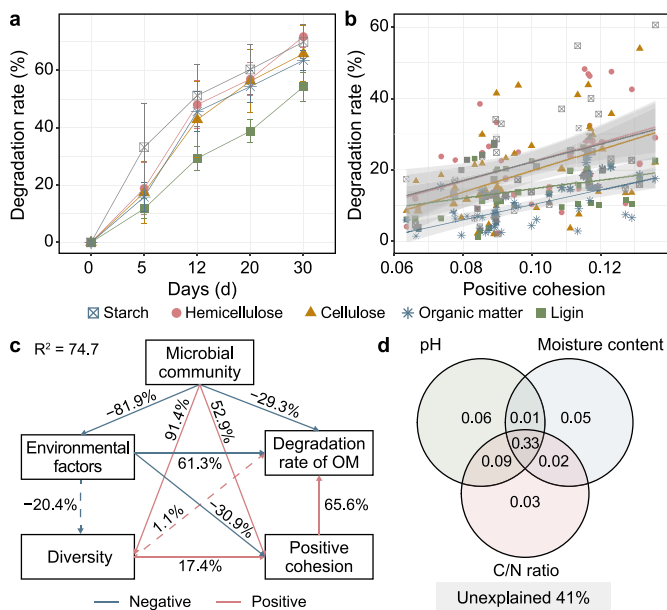 a
Degradation rate (%)
60
40
20
0
0
5
12
20
30
Days (d)
b
Degradation rate (%)
60
50
40
30
20
10
0
0.06
0.08
0.10
0.12
Positive cohesion
Starch
Hemicellulose
Cellulose
Organic matter
Ligin
c
R² = 74.7
Microbial
community
−81.9%
91.4%
52.9%
−29.3%
Environmental
factors
61.3%
Degradation
rate of OM
−20.4%
1.1%
−30.9%
65.6%
Diversity
17.4%
Positive
cohesion
Negative
Positive
d
pH
Moisture content
0.06
0.01
0.05
0.33
0.09
0.02
0.03
C/N ratio
Unexplained 41%